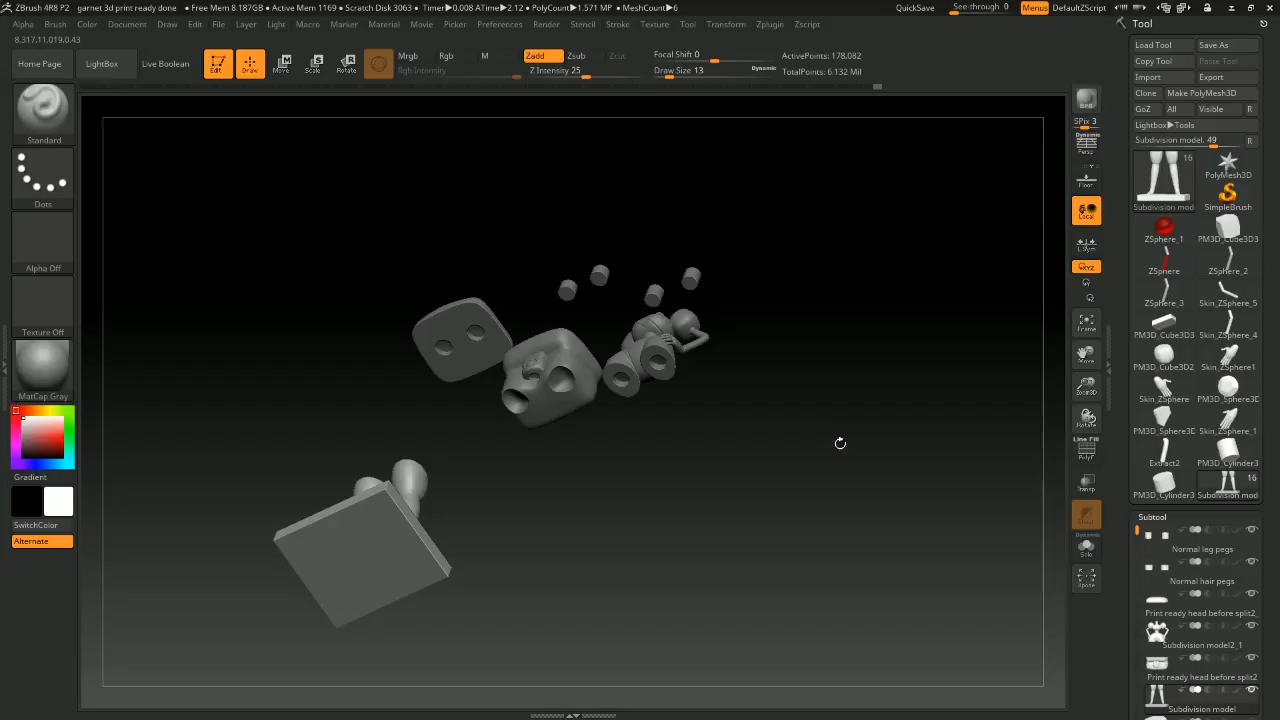 ZBrush 4R8 P2 garnet 3d print ready done • Free Mem 8.187GB • Active Mem 1169 • Scratch Disk 3063 • Timer▶0.008 ATime▶2.12 • PolyCount▶1.571 MP • MeshCount▶6 QuickSave See-through 0 Menus DefaultZScript
Alpha Brush Color Document Draw Edit File Layer Light Macro Marker Material Movie Picker Preferences Render Stencil Stroke Texture Tool Transform Zplugin Zscript Tool
8.317,11.019,0.43
Home Page LightBox Live Boolean Edit Draw Move Scale Rotate Mrgb Rgb M Zadd Zsub Zcut Focal Shift 0 ActivePoints: 178,082
Rgb Intensity Z Intensity 25 Draw Size 13 Dynamic TotalPoints: 6.132 Mil
Load Tool Save As
Copy Tool Paste Tool
Import Export
Clone Make PolyMesh3D
GoZ All Visible R
Lightbox▶Tools
Subdivision model. 49 R
Standard
Dots
Alpha Off
Texture Off
MatCap Gray
Gradient
SwitchColor
Alternate
BPR
SPix 3
Dynamic
Persp
Floor
Local
L.Sym
XYZ
Frame
Move
Zoom3D
Rotate
Line Fill
PolyF
Transp
Ghost
Dynamic
Solo
Xpose
16
PolyMesh3D
Subdivision mod SimpleBrush
ZSphere_1 PM3D_Cube3D3
ZSphere ZSphere_2
ZSphere_3 Skin_ZSphere_5
PM3D_Cube3D3 Skin_ZSphere_4
PM3D_Cube3D2 Skin_ZSphere1
Skin_ZSphere PM3D_Sphere3D
PM3D_Sphere3D Skin_ZSphere_1
Extract2 PM3D_Cylinder3
16
PM3D_Cylinder3 Subdivision mod
Subtool
Normal leg pegs
Normal hair pegs
Print ready head before split2_
Subdivision model2_1
Print ready head before split2
Subdivision model